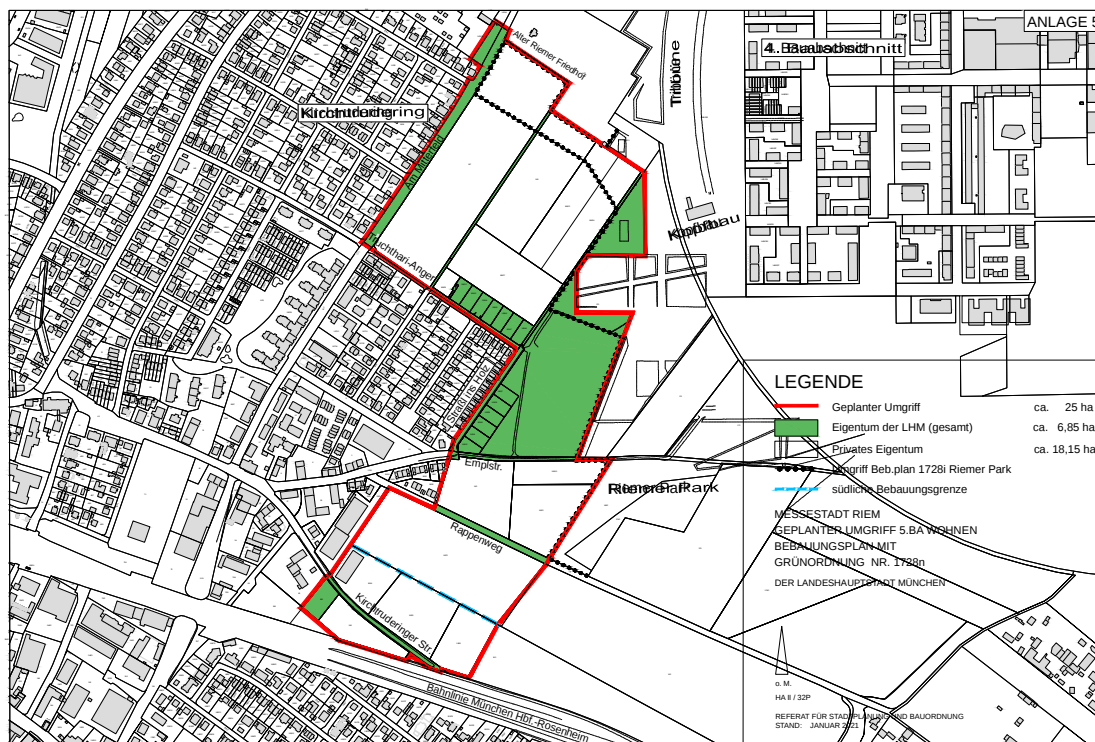 ANLAGE 5
4. Bauabschnitt
Alter Riemer Friedhof
Tribüne
Kirchtrudering
Am Mitterfeld
Kopfbau
Truchthari-Anger
Straßl ins Holz
LEGENDE
Geplanter Umgriff ca. 25 ha
Eigentum der LHM (gesamt) ca. 6,85 ha
Privates Eigentum ca. 18,15 ha
Umgriff Beb.plan 1728i Riemer Park
südliche Bebauungsgrenze
Emplstr.
Riemer Park
Rappenweg
MESSESTADT RIEM
GEPLANTER UMGRIFF 5.BA WOHNEN
BEBAUUNGSPLAN MIT
GRÜNORDNUNG NR. 1728n
DER LANDESHAUPTSTADT MÜNCHEN
Kirchtruderinger Str.
Bahnlinie München Hbf.-Rosenheim
o. M.
HA II / 32P
REFERAT FÜR STADTPLANUNG UND BAUORDNUNG
STAND: JANUAR 2021